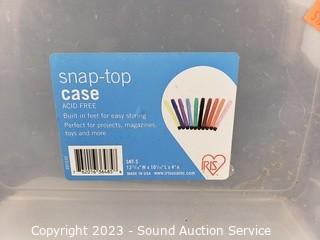 snap-top
case
ACID FREE
Built-in feet for easy storing
Perfect for projects, magazines,
toys and more
MADE IN USA
IRIS
Copyright © 2023 - Sound Auction Service